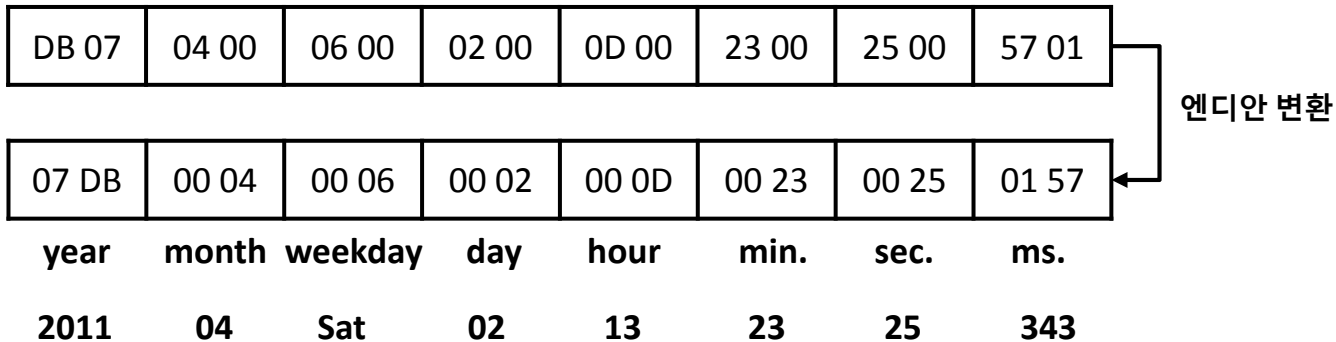 DB 07 04 00 06 00 02 00 0D 00 23 00 25 00 57 01
엔디안 변환
07 DB 00 04 00 06 00 02 00 0D 00 23 00 25 01 57
year month weekday day hour min. sec. ms.
2011 04 Sat 02 13 23 25 343